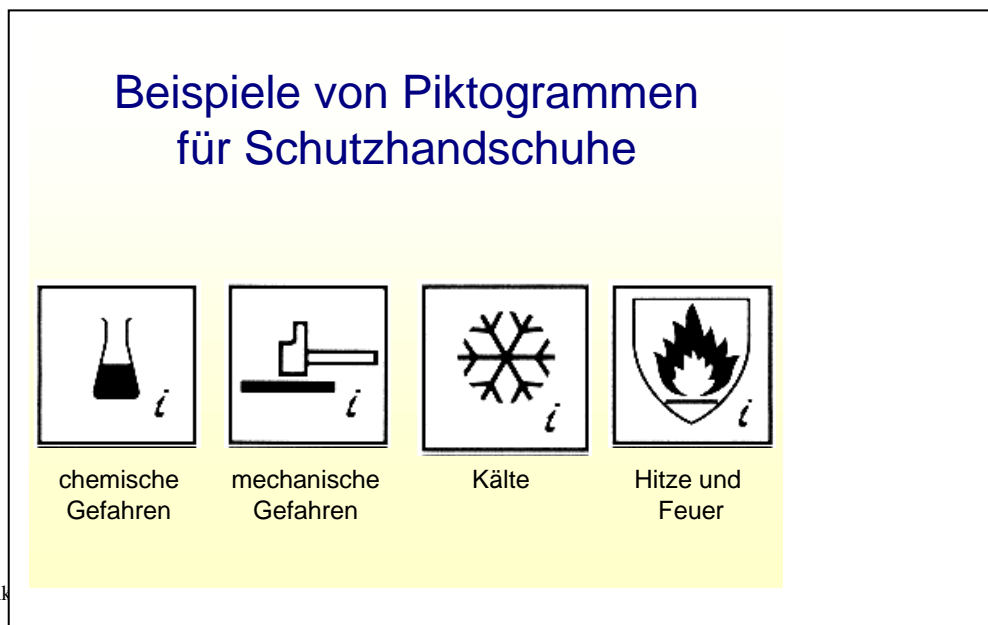 Beispiele von Piktogrammen
für Schutzhandschuhe
i
i
i
i
chemische
Gefahren
mechanische
Gefahren
Kälte
Hitze und
Feuer